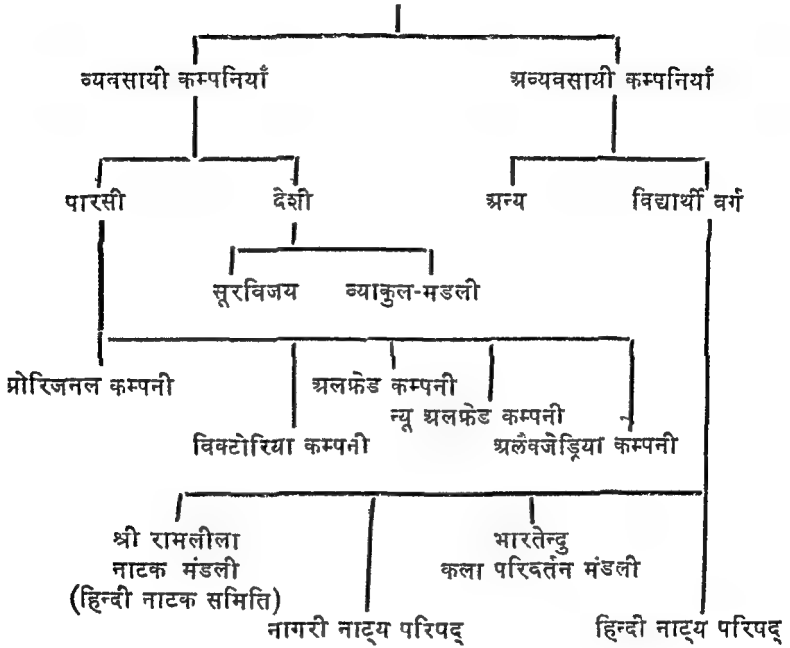 व्यवसायी कम्पनियाँ
अव्यवसायी कम्पनियाँ
पारसी
देशी
अन्य
विद्यार्थी वर्ग
सूरविजय
व्याकुल-मडली
ओरिजनल कम्पनी
अलफ्रेड कम्पनी
न्यू अलफ्रेड कम्पनी
विक्टोरिया कम्पनी
अलैक्जेड्रिया कम्पनी
श्री रामलीला
नाटक मंडली
(हिन्दी नाटक समिति)
भारतेन्दु
कला परिवर्तन मंडली
नागरी नाट्य परिषद्
हिन्दी नाट्य परिषद्